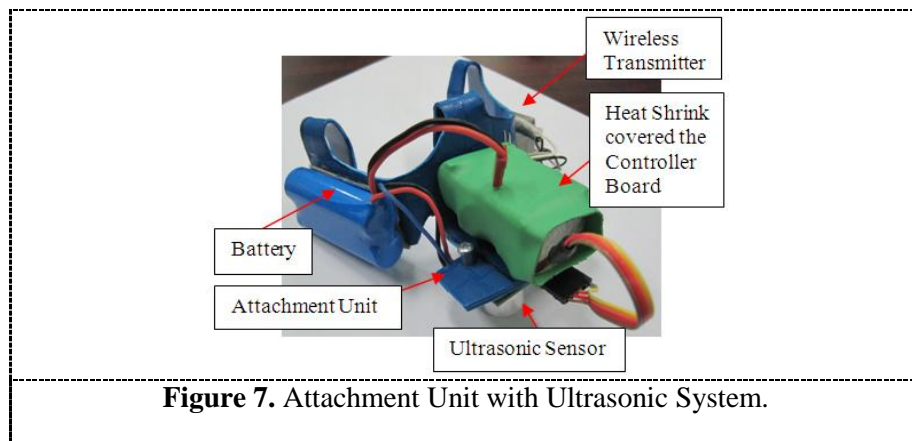 Wireless
Transmitter
Heat Shrink
covered the
Controller
Board
Battery
Attachment Unit
Ultrasonic Sensor
Figure 7. Attachment Unit with Ultrasonic System.